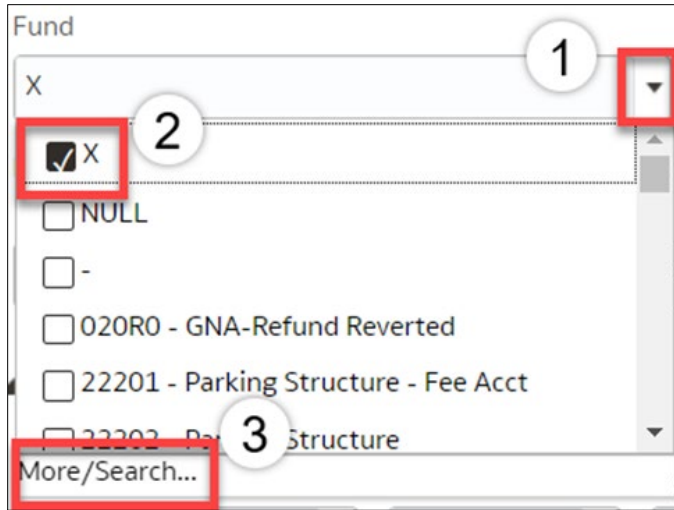 Fund
1
X
2
X
NULL
-
020R0 - GNA-Refund Reverted
22201 - Parking Structure - Fee Acct
3
Structure
More/Search...